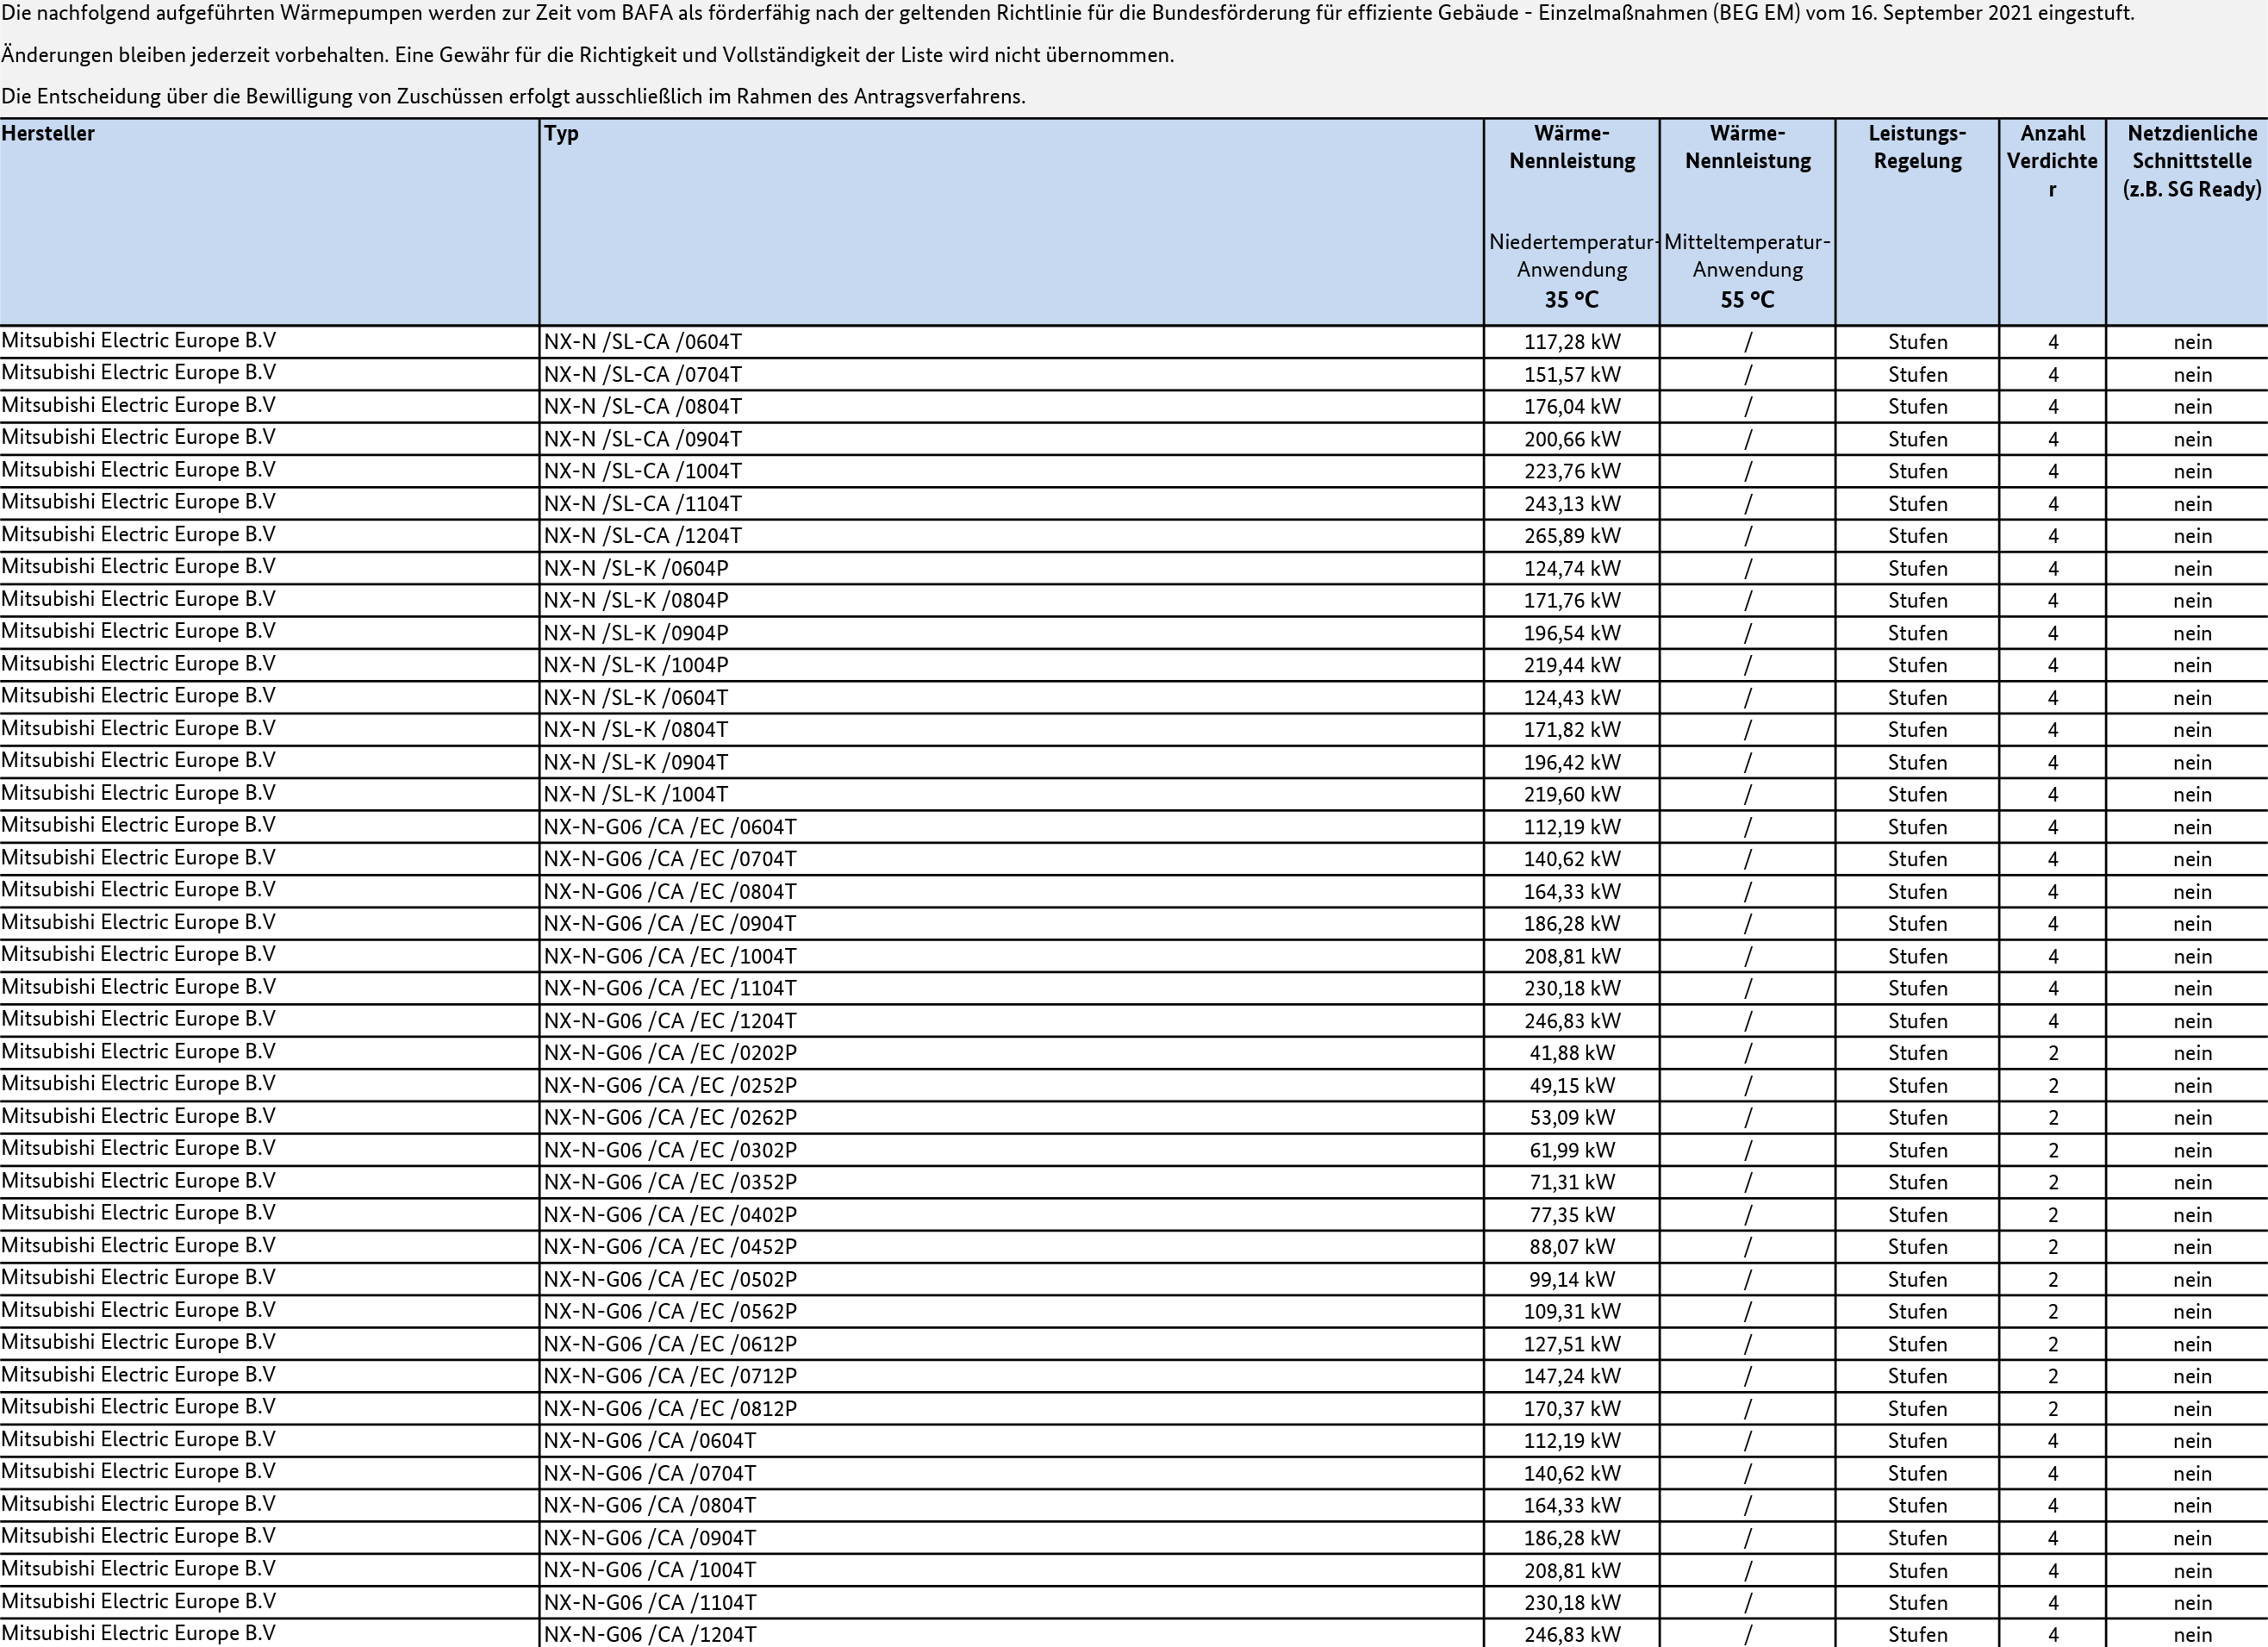 Die nachfolgend aufgeführten Wärmepumpen werden zur Zeit vom BAFA als förderfähig nach der geltenden Richtlinie für die Bundesförderung für effiziente Gebäude - Einzelmaßnahmen (BEG EM) vom 16. September 2021 eingestuft.
Änderungen bleiben jederzeit vorbehalten. Eine Gewähr für die Richtigkeit und Vollständigkeit der Liste wird nicht übernommen.
Die Entscheidung über die Bewilligung von Zuschüssen erfolgt ausschließlich im Rahmen des Antragsverfahrens.
Hersteller Typ Wärme- Wärme- Leistungs- Anzahl Netzdienliche
Nennleistung Nennleistung Regelung Verdichte Schnittstelle
r (z.B. SG Ready)
Niedertemperatur- Mitteltemperatur-
Anwendung Anwendung
35 °C 55 °C
Mitsubishi Electric Europe B.V NX-N /SL-CA /0604T 117,28 kW / Stufen 4 nein
Mitsubishi Electric Europe B.V NX-N /SL-CA /0704T 151,57 kW / Stufen 4 nein
Mitsubishi Electric Europe B.V NX-N /SL-CA /0804T 176,04 kW / Stufen 4 nein
Mitsubishi Electric Europe B.V NX-N /SL-CA /0904T 200,66 kW / Stufen 4 nein
Mitsubishi Electric Europe B.V NX-N /SL-CA /1004T 223,76 kW / Stufen 4 nein
Mitsubishi Electric Europe B.V NX-N /SL-CA /1104T 243,13 kW / Stufen 4 nein
Mitsubishi Electric Europe B.V NX-N /SL-CA /1204T 265,89 kW / Stufen 4 nein
Mitsubishi Electric Europe B.V NX-N /SL-K /0604P 124,74 kW / Stufen 4 nein
Mitsubishi Electric Europe B.V NX-N /SL-K /0804P 171,76 kW / Stufen 4 nein
Mitsubishi Electric Europe B.V NX-N /SL-K /0904P 196,54 kW / Stufen 4 nein
Mitsubishi Electric Europe B.V NX-N /SL-K /1004P 219,44 kW / Stufen 4 nein
Mitsubishi Electric Europe B.V NX-N /SL-K /0604T 124,43 kW / Stufen 4 nein
Mitsubishi Electric Europe B.V NX-N /SL-K /0804T 171,82 kW / Stufen 4 nein
Mitsubishi Electric Europe B.V NX-N /SL-K /0904T 196,42 kW / Stufen 4 nein
Mitsubishi Electric Europe B.V NX-N /SL-K /1004T 219,60 kW / Stufen 4 nein
Mitsubishi Electric Europe B.V NX-N-G06 /CA /EC /0604T 112,19 kW / Stufen 4 nein
Mitsubishi Electric Europe B.V NX-N-G06 /CA /EC /0704T 140,62 kW / Stufen 4 nein
Mitsubishi Electric Europe B.V NX-N-G06 /CA /EC /0804T 164,33 kW / Stufen 4 nein
Mitsubishi Electric Europe B.V NX-N-G06 /CA /EC /0904T 186,28 kW / Stufen 4 nein
Mitsubishi Electric Europe B.V NX-N-G06 /CA /EC /1004T 208,81 kW / Stufen 4 nein
Mitsubishi Electric Europe B.V NX-N-G06 /CA /EC /1104T 230,18 kW / Stufen 4 nein
Mitsubishi Electric Europe B.V NX-N-G06 /CA /EC /1204T 246,83 kW / Stufen 4 nein
Mitsubishi Electric Europe B.V NX-N-G06 /CA /EC /0202P 41,88 kW / Stufen 2 nein
Mitsubishi Electric Europe B.V NX-N-G06 /CA /EC /0252P 49,15 kW / Stufen 2 nein
Mitsubishi Electric Europe B.V NX-N-G06 /CA /EC /0262P 53,09 kW / Stufen 2 nein
Mitsubishi Electric Europe B.V NX-N-G06 /CA /EC /0302P 61,99 kW / Stufen 2 nein
Mitsubishi Electric Europe B.V NX-N-G06 /CA /EC /0352P 71,31 kW / Stufen 2 nein
Mitsubishi Electric Europe B.V NX-N-G06 /CA /EC /0402P 77,35 kW / Stufen 2 nein
Mitsubishi Electric Europe B.V NX-N-G06 /CA /EC /0452P 88,07 kW / Stufen 2 nein
Mitsubishi Electric Europe B.V NX-N-G06 /CA /EC /0502P 99,14 kW / Stufen 2 nein
Mitsubishi Electric Europe B.V NX-N-G06 /CA /EC /0562P 109,31 kW / Stufen 2 nein
Mitsubishi Electric Europe B.V NX-N-G06 /CA /EC /0612P 127,51 kW / Stufen 2 nein
Mitsubishi Electric Europe B.V NX-N-G06 /CA /EC /0712P 147,24 kW / Stufen 2 nein
Mitsubishi Electric Europe B.V NX-N-G06 /CA /EC /0812P 170,37 kW / Stufen 2 nein
Mitsubishi Electric Europe B.V NX-N-G06 /CA /0604T 112,19 kW / Stufen 4 nein
Mitsubishi Electric Europe B.V NX-N-G06 /CA /0704T 140,62 kW / Stufen 4 nein
Mitsubishi Electric Europe B.V NX-N-G06 /CA /0804T 164,33 kW / Stufen 4 nein
Mitsubishi Electric Europe B.V NX-N-G06 /CA /0904T 186,28 kW / Stufen 4 nein
Mitsubishi Electric Europe B.V NX-N-G06 /CA /1004T 208,81 kW / Stufen 4 nein
Mitsubishi Electric Europe B.V NX-N-G06 /CA /1104T 230,18 kW / Stufen 4 nein
Mitsubishi Electric Europe B.V NX-N-G06 /CA /1204T 246,83 kW / Stufen 4 nein